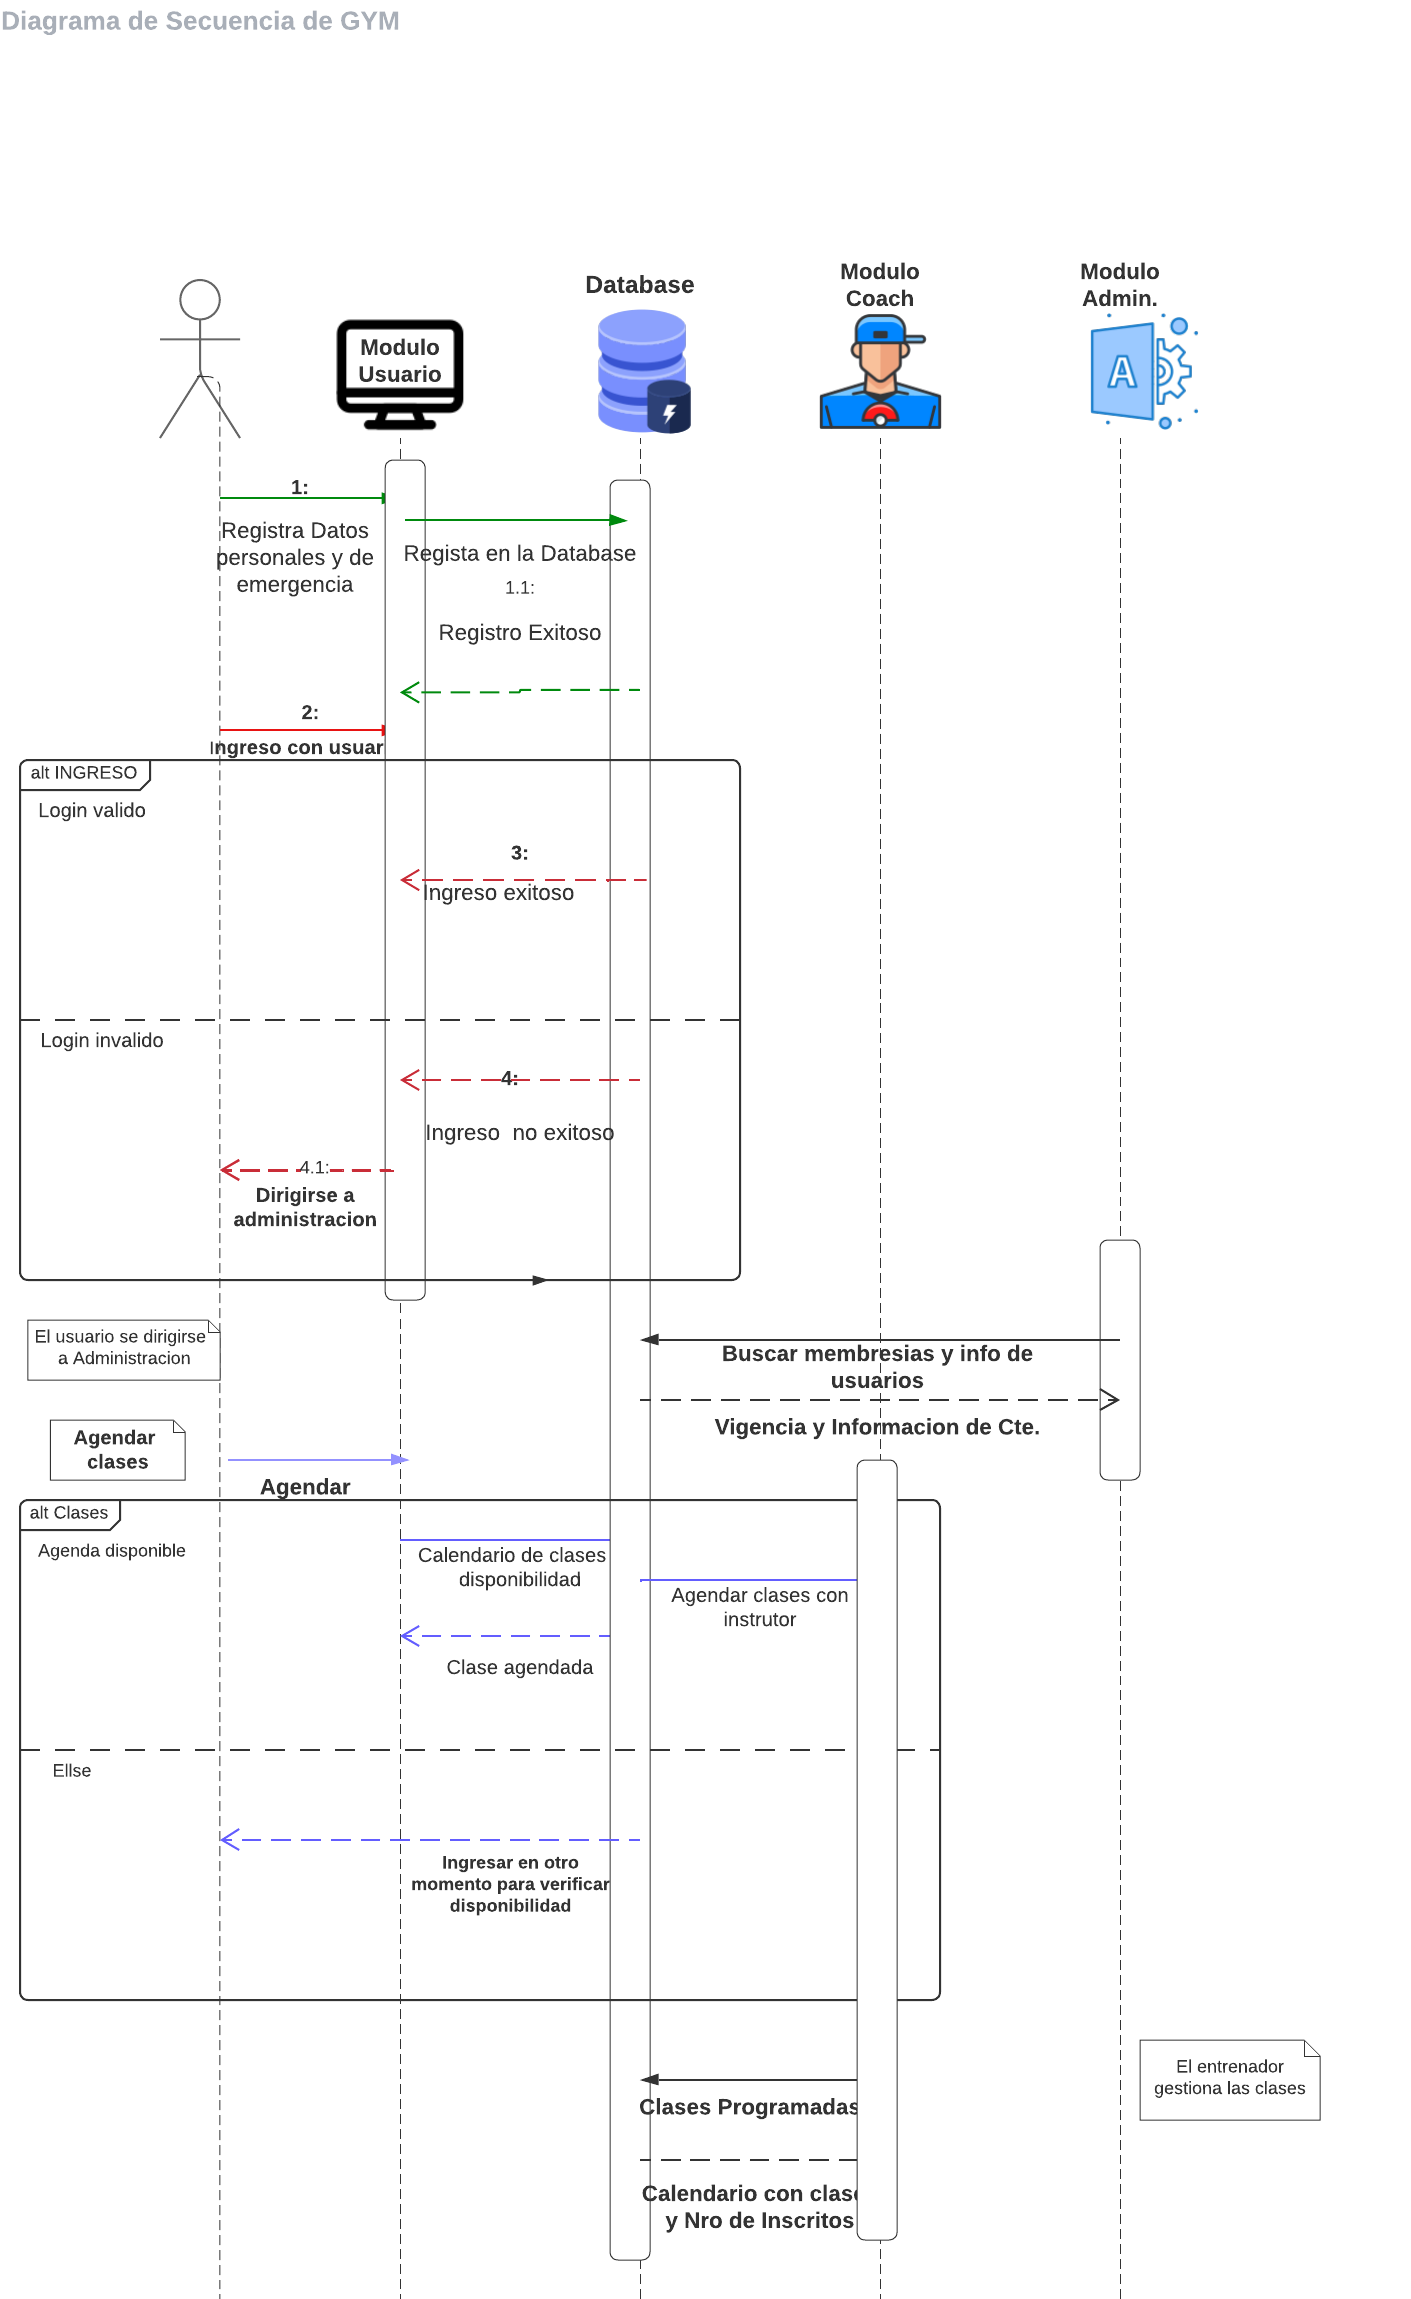 Diagrama de Secuencia de GYM
Modulo
Usuario
Database
Modulo
Coach
Modulo
Admin.
A
1:
Registra Datos
personales y de
emergencia
Regista en la Database
1.1:
Registro Exitoso
2:
Ingreso con usuar
alt INGRESO
Login valido
3:
Ingreso exitoso
Login invalido
4:
Ingreso no exitoso
4.1:
Dirigirse a
administracion
El usuario se dirigirse
a Administracion
Buscar membresias y info de
usuarios
Vigencia y Informacion de Cte.
Agendar
clases
Agendar
alt Clases
Agenda disponible
Calendario de clases
disponibilidad
Agendar clases con
instrutor
Clase agendada
Ellse
Ingresar en otro
momento para verificar
disponibilidad
El entrenador
gestiona las clases
Clases Programadas
Calendario con clase
y Nro de Inscritos